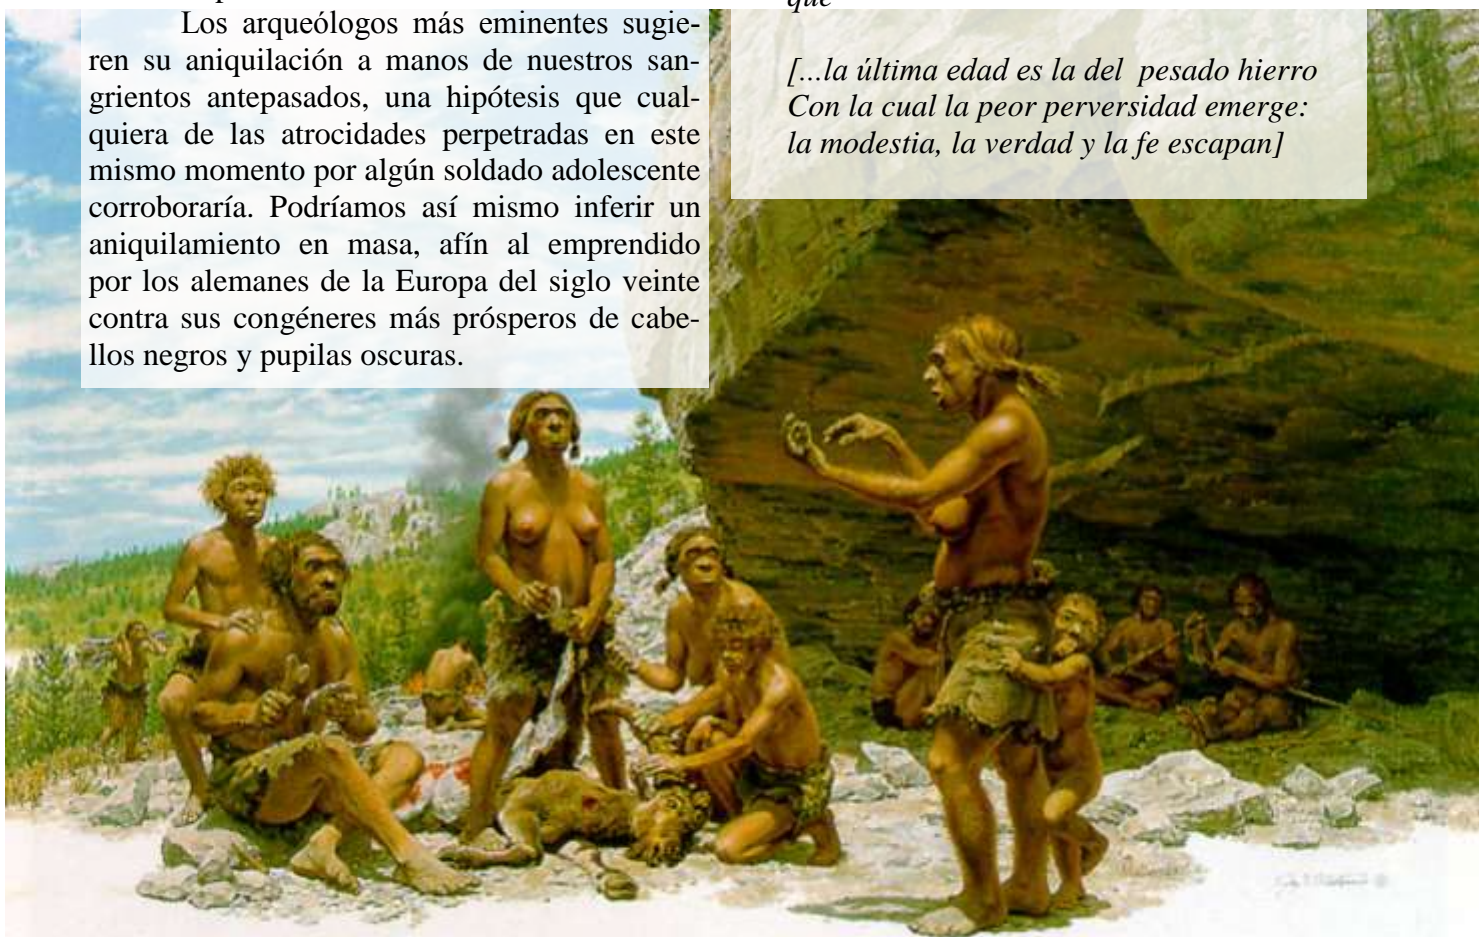 Los arqueólogos más eminentes sugie-
ren su aniquilación a manos de nuestros san-
grientos antepasados, una hipótesis que cual-
quiera de las atrocidades perpetradas en este
mismo momento por algún soldado adolescente
corroboraría. Podríamos así mismo inferir un
aniquilamiento en masa, afín al emprendido
por los alemanes de la Europa del siglo veinte
contra sus congéneres más prósperos de cabe-
llos negros y pupilas oscuras.
que
[...la última edad es la del  pesado hierro
Con la cual la peor perversidad emerge:
la modestia, la verdad y la fe escapan]